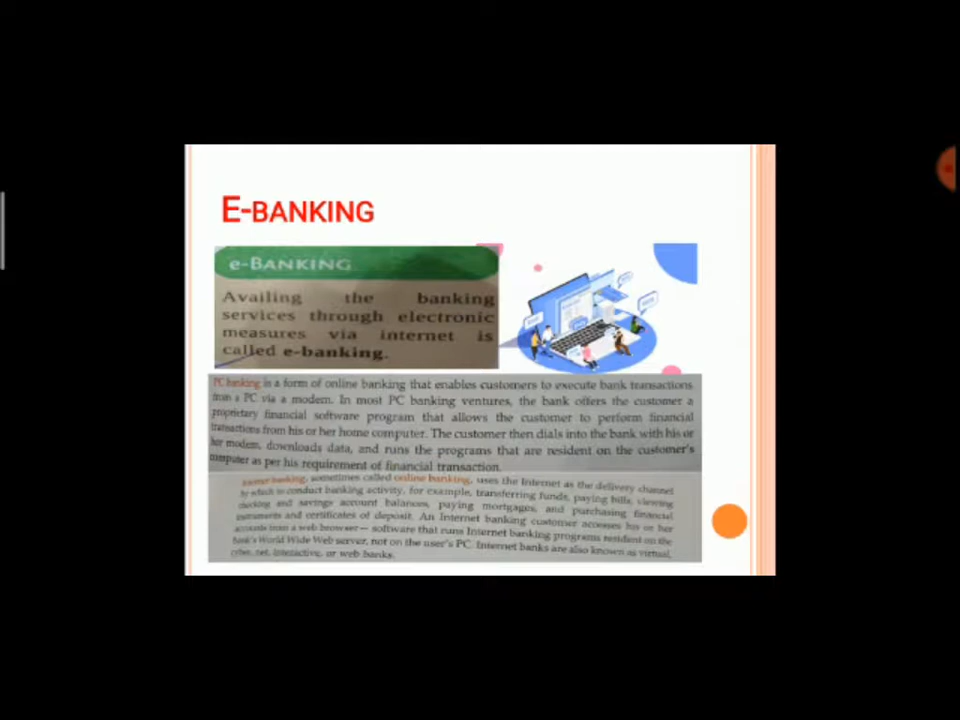 E-BANKING
e-BANKING
Availing the banking
services through electronic
measures via internet is
called e-banking.
PC banking is a form of online banking that enables customers to execute bank transactions
from a PC via a modem. In most PC banking ventures, the bank offers the customer a
proprietary financial software program that allows the customer to perform financial
transactions from his or her home computer. The customer then dials into the bank with his or
her modem, downloads data, and runs the programs that are resident on the customer's
computer as per his requirement of financial transaction.
Internet banking, sometimes called online banking, uses the Internet as the delivery channel
by which to conduct banking activity, for example, transferring funds, paying bills, viewing
checking and savings account balances, paying mortgages, and purchasing financial
instruments and certificates of deposit. An Internet banking customer accesses his or her
accounts from a web browser— software that runs Internet banking programs resident on the
bank's World Wide Web server, not on the user's PC. Internet banks are also known as virtual,
cyber, net, interactive, or web banks.